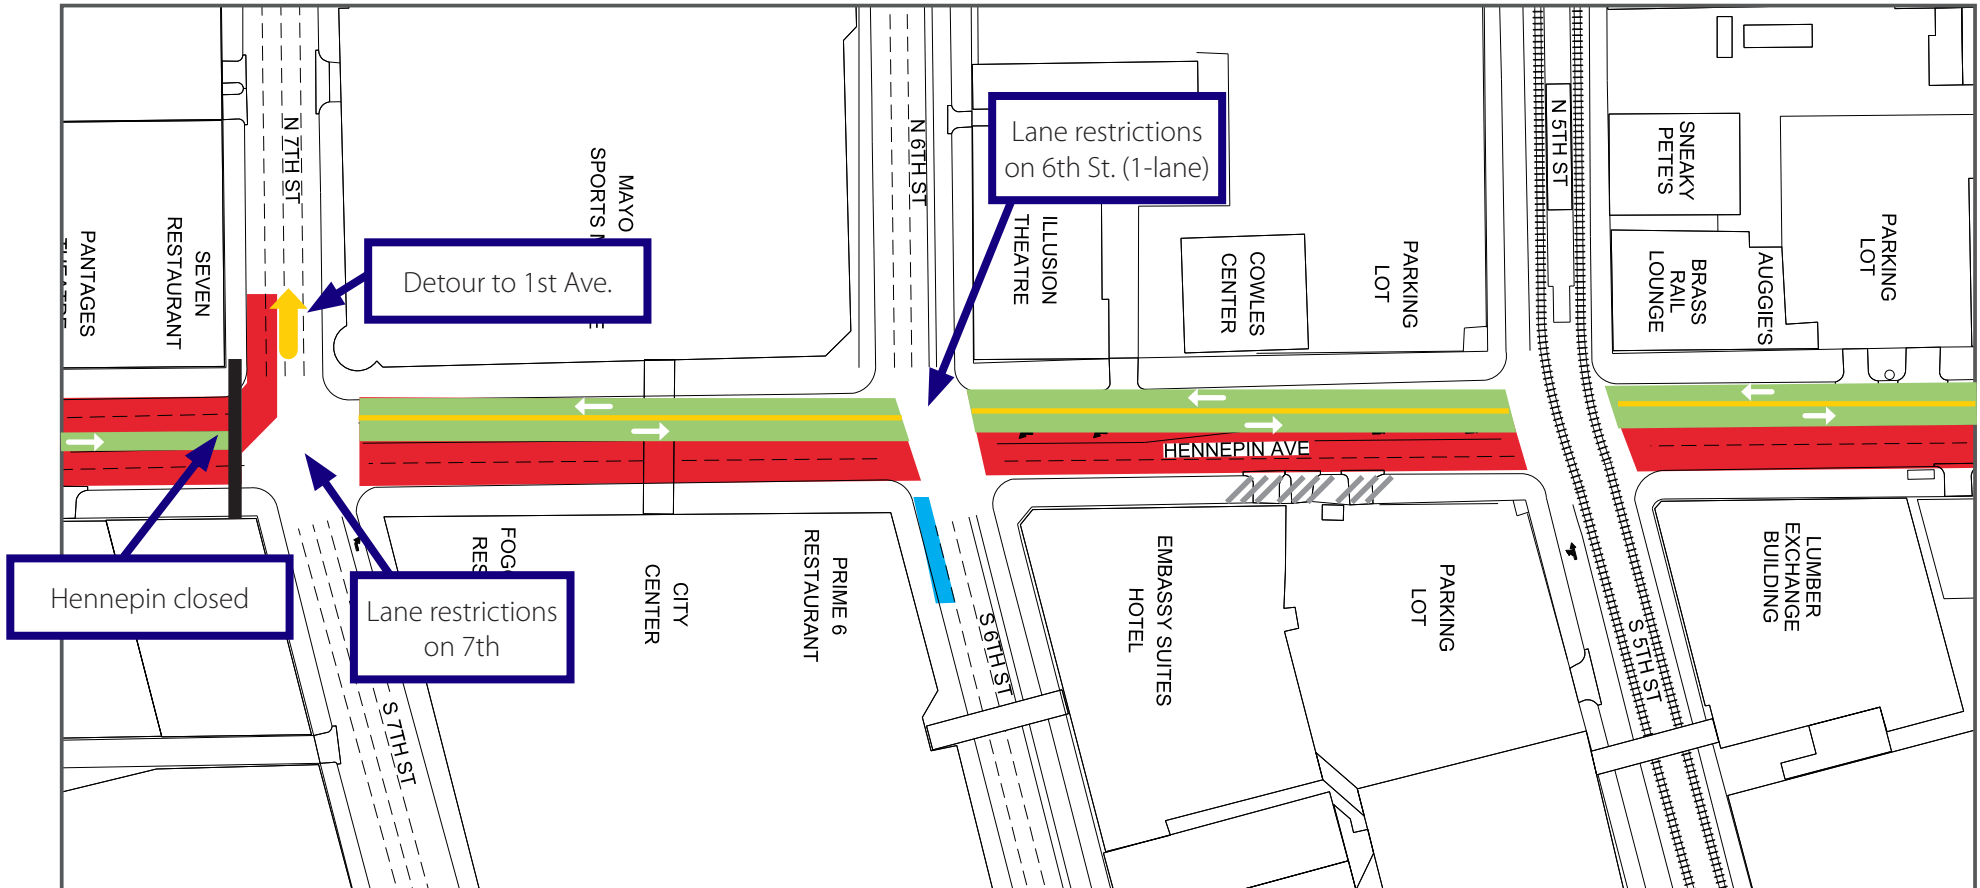 N 7TH ST
N 6TH ST
Lane restrictions
on 6th St. (1-lane)
N 5TH ST
SNEAKY
PETE'S
MAYO
SPORTS
SEVEN
RESTAURANT
PANTAGES
Detour to 1st Ave.
ILLUSION
THEATRE
COWLES
CENTER
PARKING
LOT
BRASS
RAIL
LOUNGE
AUGGIE'S
PARKING
LOT
HENNEPIN AVE
Hennepin closed
Lane restrictions
on 7th
CITY
CENTER
PRIME 6
RESTAURANT
EMBASSY SUITES
HOTEL
PARKING
LOT
LUMBER
EXCHANGE
BUILDING
S 7TH ST
S 6TH ST
S 5TH ST